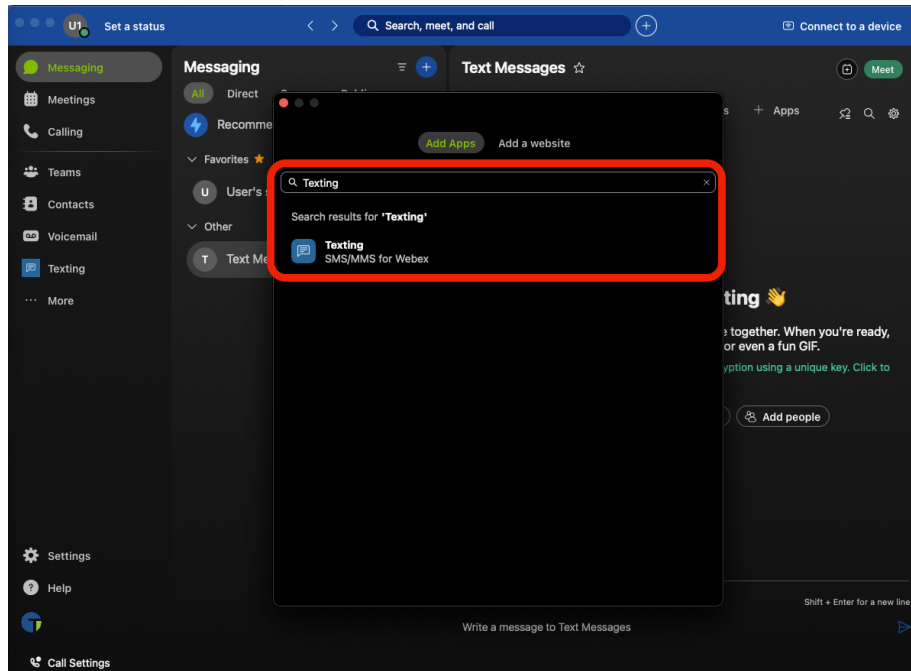 U1 Set a status
Search, meet, and call
Connect to a device
Messaging
Meetings
Calling
Teams
Contacts
Voicemail
Texting
More
Settings
Help
Call Settings
Messaging
All Direct
Recomme
Favorites
U User's
Other
T Text Me
Text Messages
Meet
s + Apps
Add Apps Add a website
Texting
Search results for 'Texting'
Texting
SMS/MMS for Webex
ting 👋
together. When you're ready,
or even a fun GIF.
yption using a unique key. Click to
Add people
Shift + Enter for a new line
Write a message to Text Messages